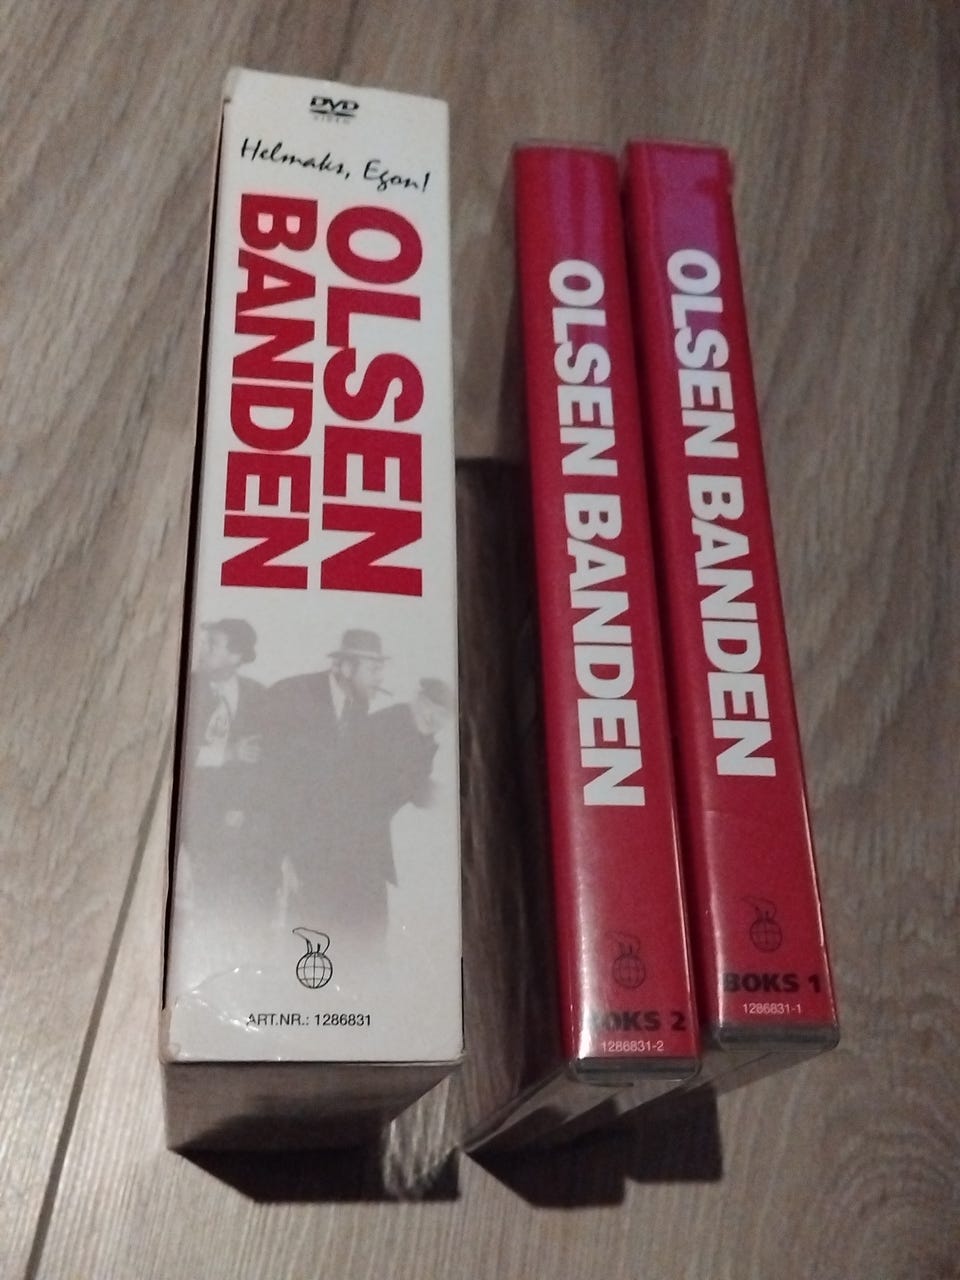 DVD
VIDEO
Helmaks, Egon!
OLSEN
BANDEN
ART.NR.: 1286831
OLSEN BANDEN
BOKS 2
1286831-2
OLSEN BANDEN
BOKS 1
1286831-1